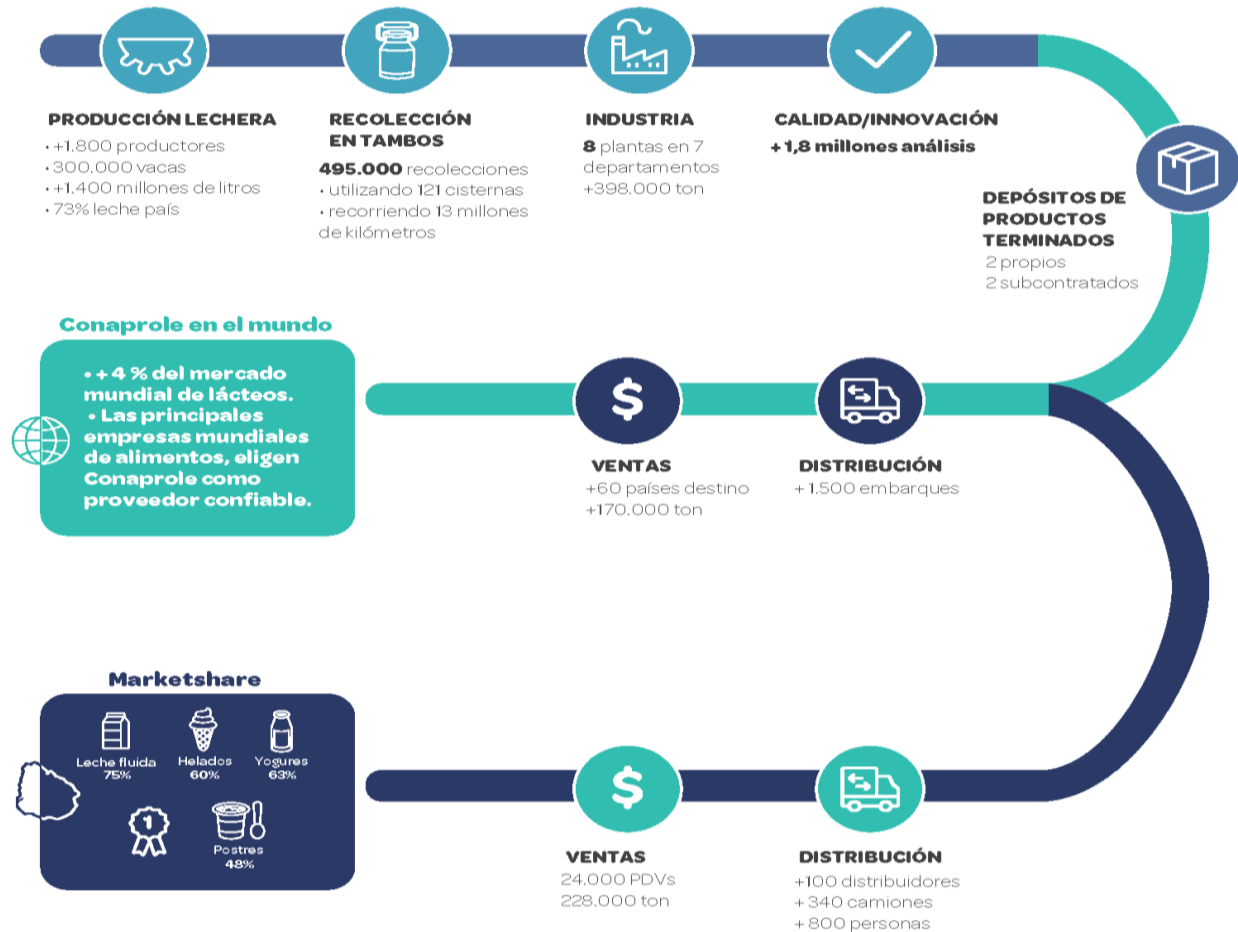 PRODUCCIÓN LECHERA
• +1.800 productores
• 300.000 vacas
• +1.400 millones de litros
• 73% leche país
RECOLECCIÓN
EN TAMBOS
495.000 recolecciones
• utilizando 121 cisternas
• recorriendo 13 millones
de kilómetros
INDUSTRIA
8 plantas en 7
departamentos
+398.000 ton
CALIDAD/INNOVACIÓN
+ 1,8 millones análisis
DEPÓSITOS DE
PRODUCTOS
TERMINADOS
2 propios
2 subcontratados
Conaprole en el mundo
• + 4 % del mercado
mundial de lácteos.
• Las principales
empresas mundiales
de alimentos, eligen
Conaprole como
proveedor confiable.
$
VENTAS
+60 países destino
+170.000 ton
DISTRIBUCIÓN
+ 1.500 embarques
Marketshare
Leche fluida
75%
Helados
60%
Yogures
63%
1
Postres
48%
$
VENTAS
24.000 PDVs
228.000 ton
DISTRIBUCIÓN
+100 distribuidores
+ 340 camiones
+ 800 personas